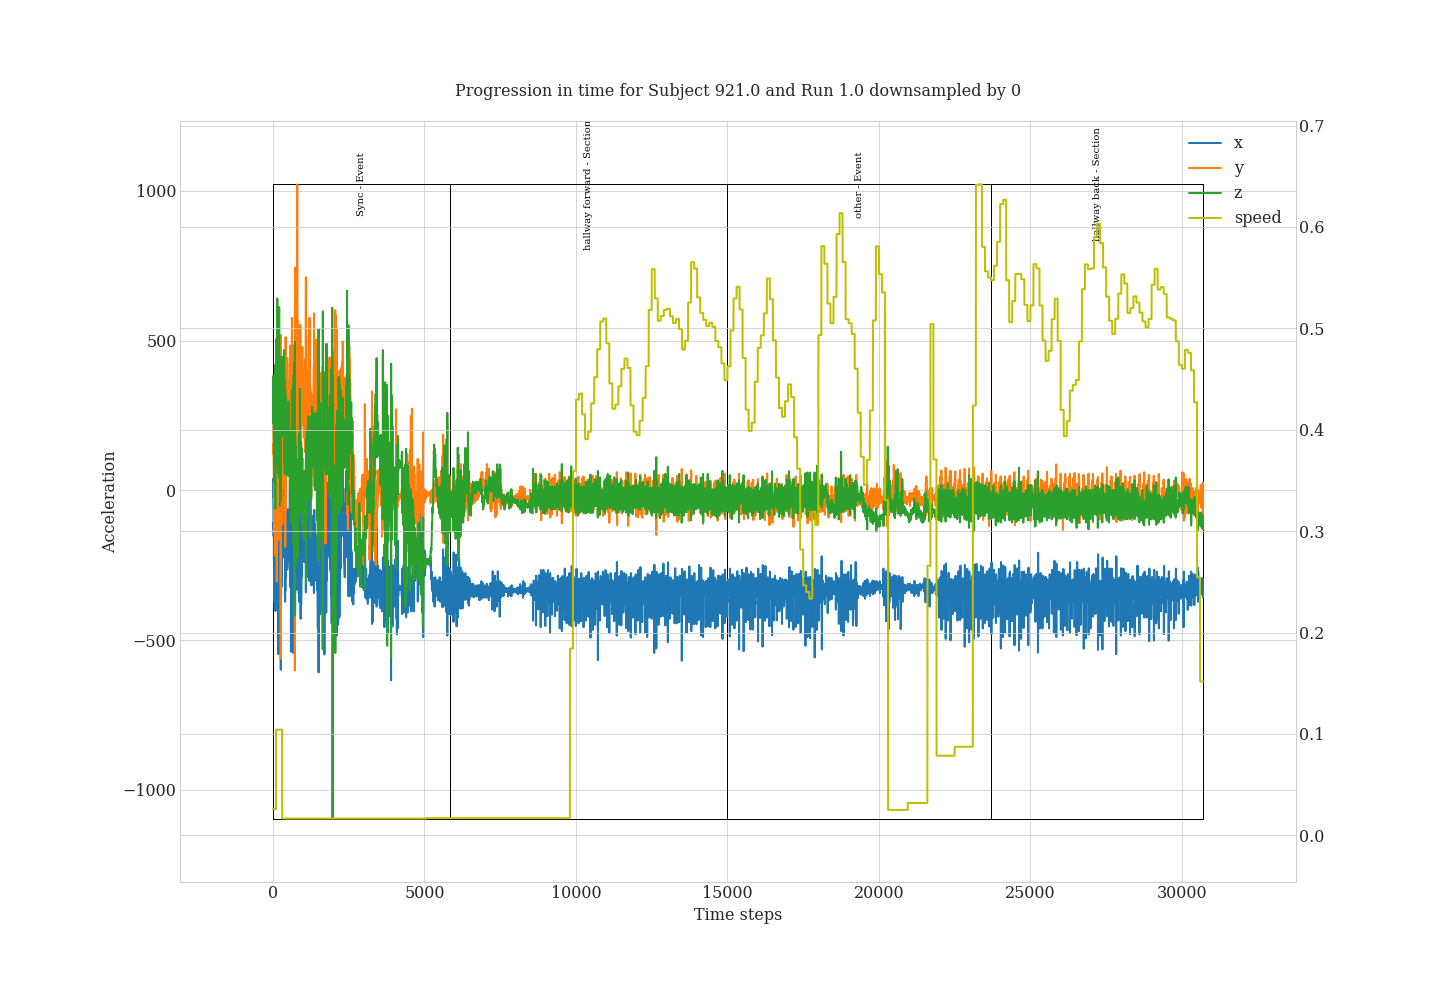 Progression in time for Subject 921.0 and Run 1.0 downsampled by 0
Sync - Event
hallway forward - Section
other - Event
hallway back - Section
x
y
z
speed
Acceleration
1000
500
0
−500
−1000
0.7
0.6
0.5
0.4
0.3
0.2
0.1
0.0
0 5000 10000 15000 20000 25000 30000
Time steps